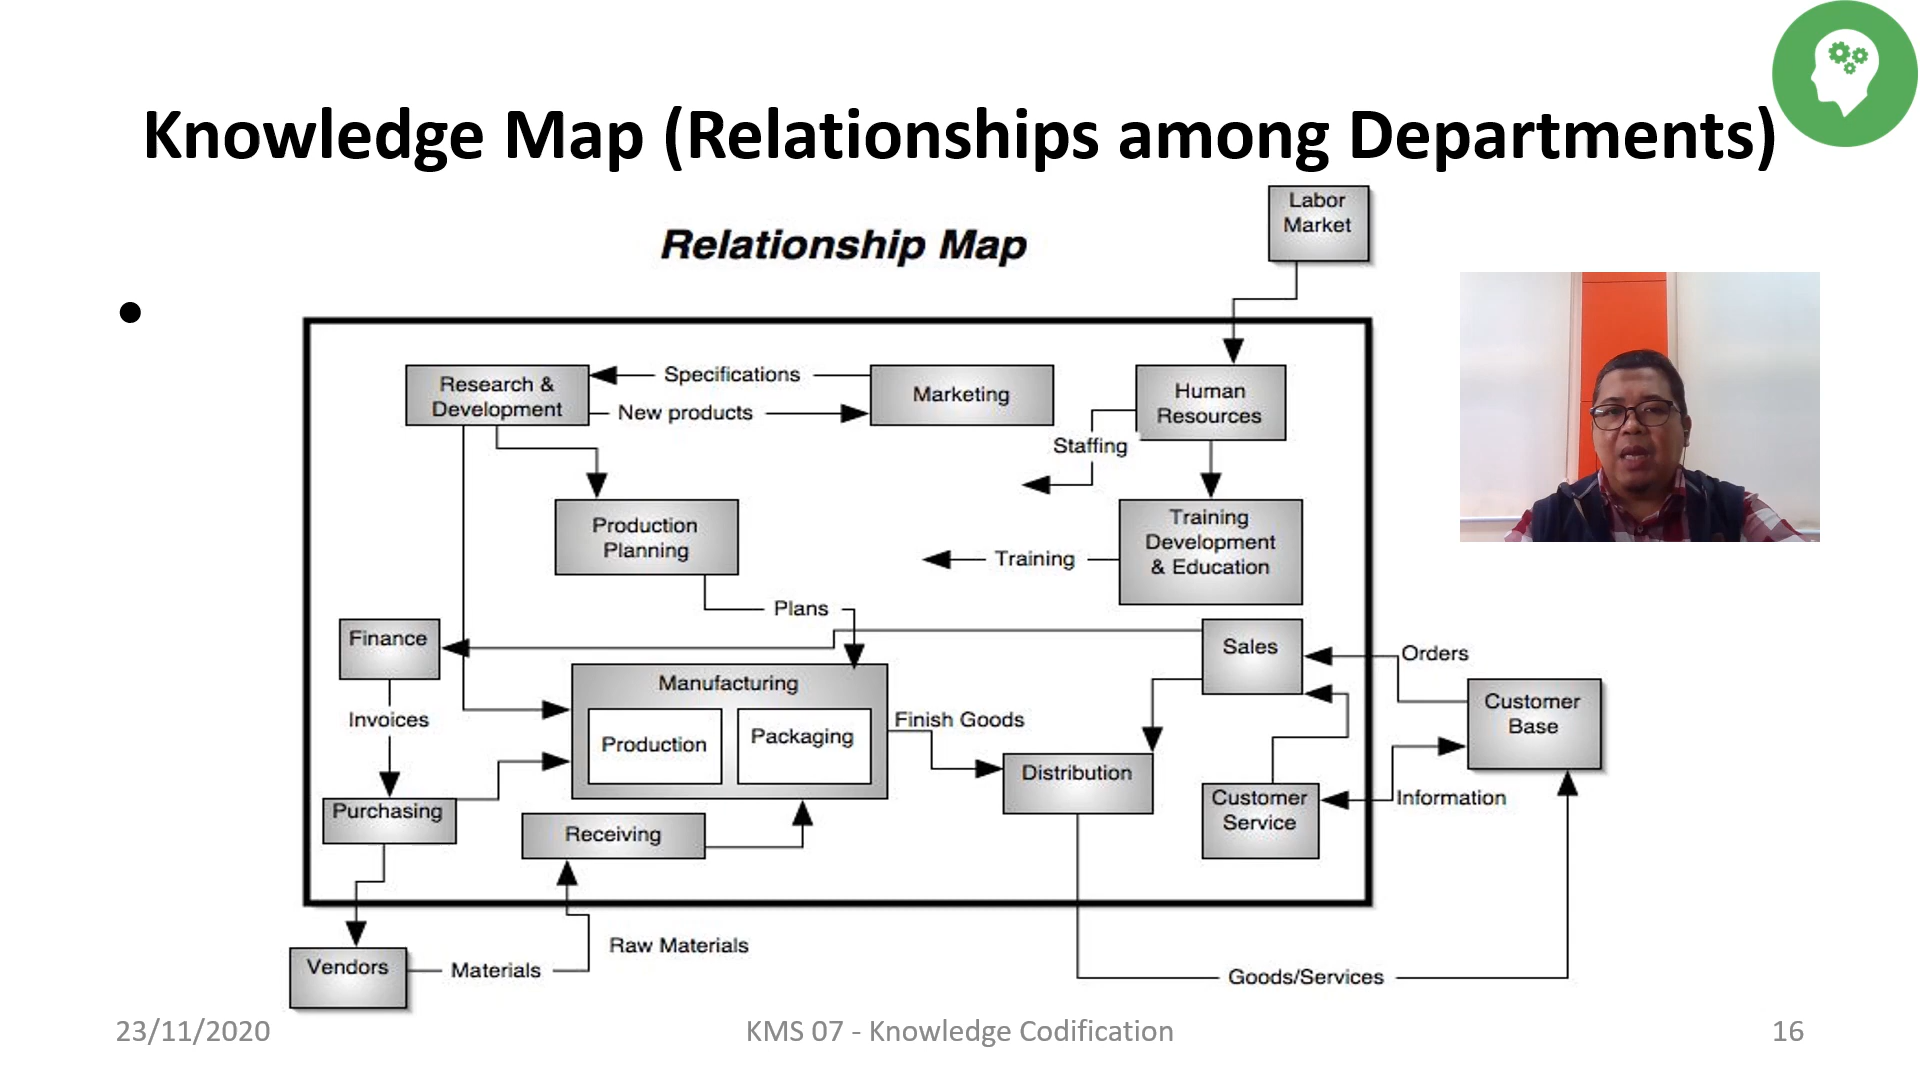 Knowledge Map (Relationships among Departments)
Labor
Market
Relationship Map
Research &
Development
Specifications
New products
Marketing
Human
Resources
Staffing
Production
Planning
Training
Development
& Education
Training
Plans
Finance
Sales
Orders
Customer
Base
Manufacturing
Production
Packaging
Finish Goods
Invoices
Distribution
Purchasing
Receiving
Customer
Service
Information
Raw Materials
Vendors
Materials
Goods/Services
23/11/2020
KMS 07 - Knowledge Codification
16